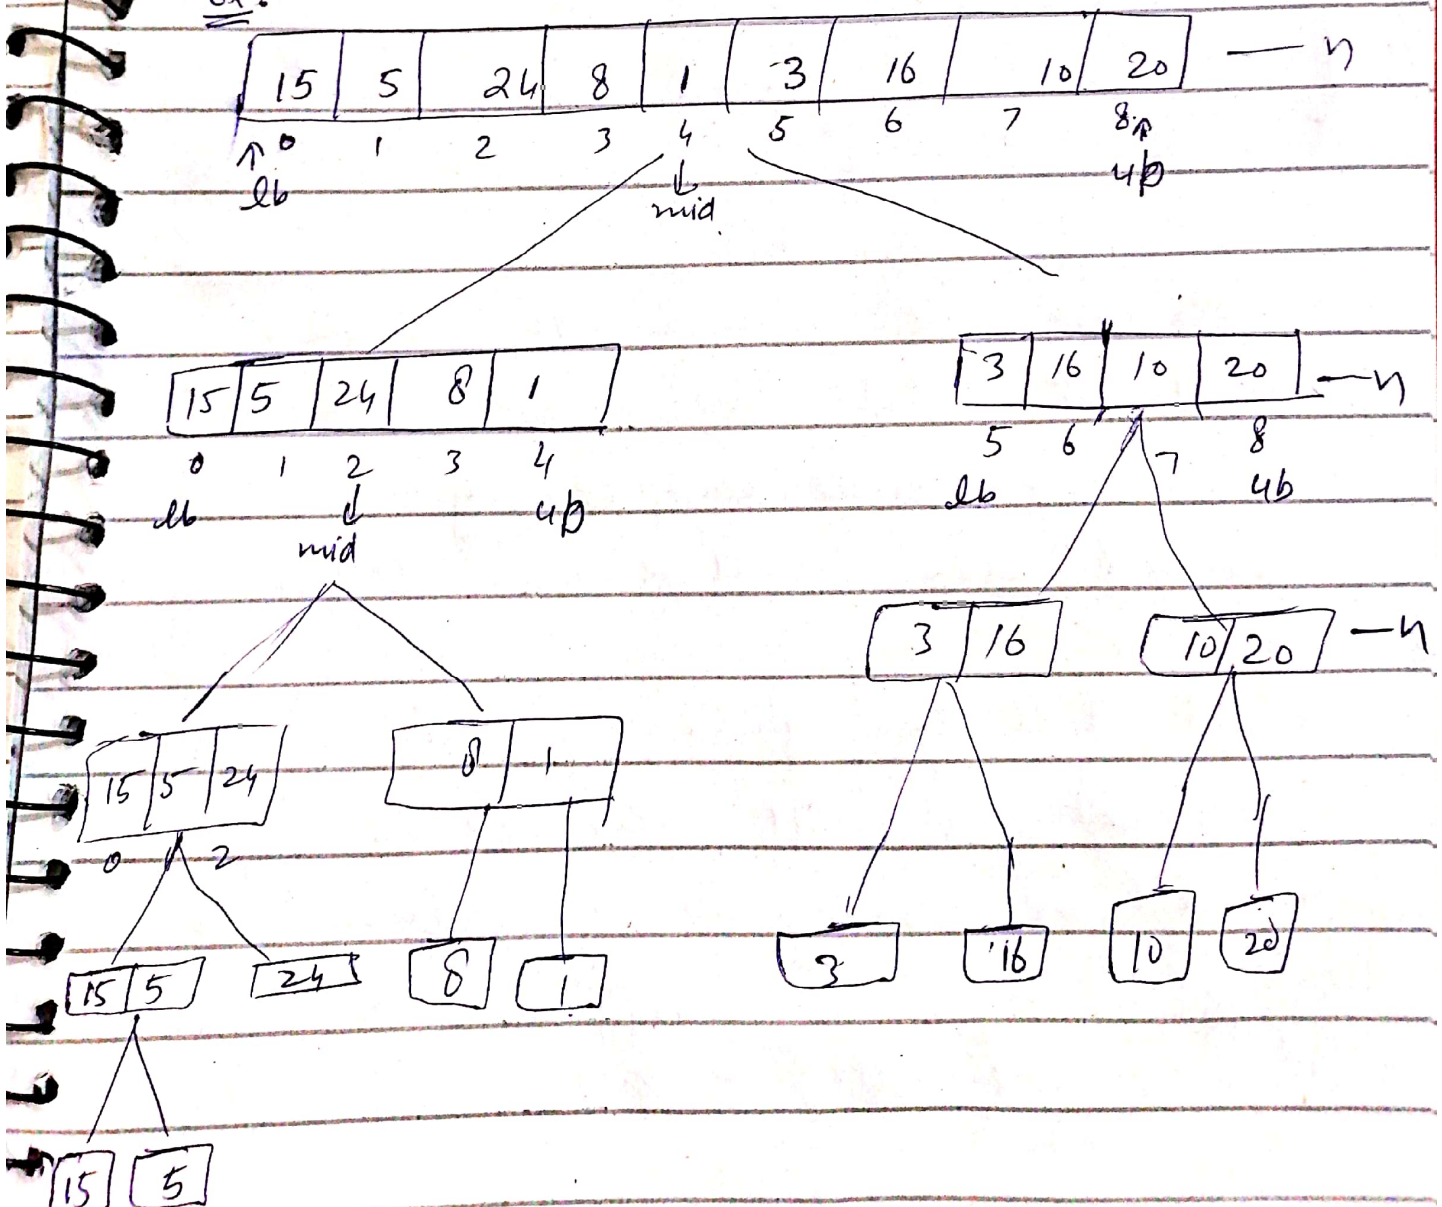 Ex:
15 5 24 8 1 3 16 10 20 — n
0 1 2 3 4 5 6 7 8
lb mid ub
15 5 24 8 1 3 16 10 20 — n
0 1 2 3 4 5 6 7 8
lb mid ub lb ub
3 16 10 20 — n
15 5 24 8 1
0 1 2
15 5 24 8 1 3 16 10 20
15 5